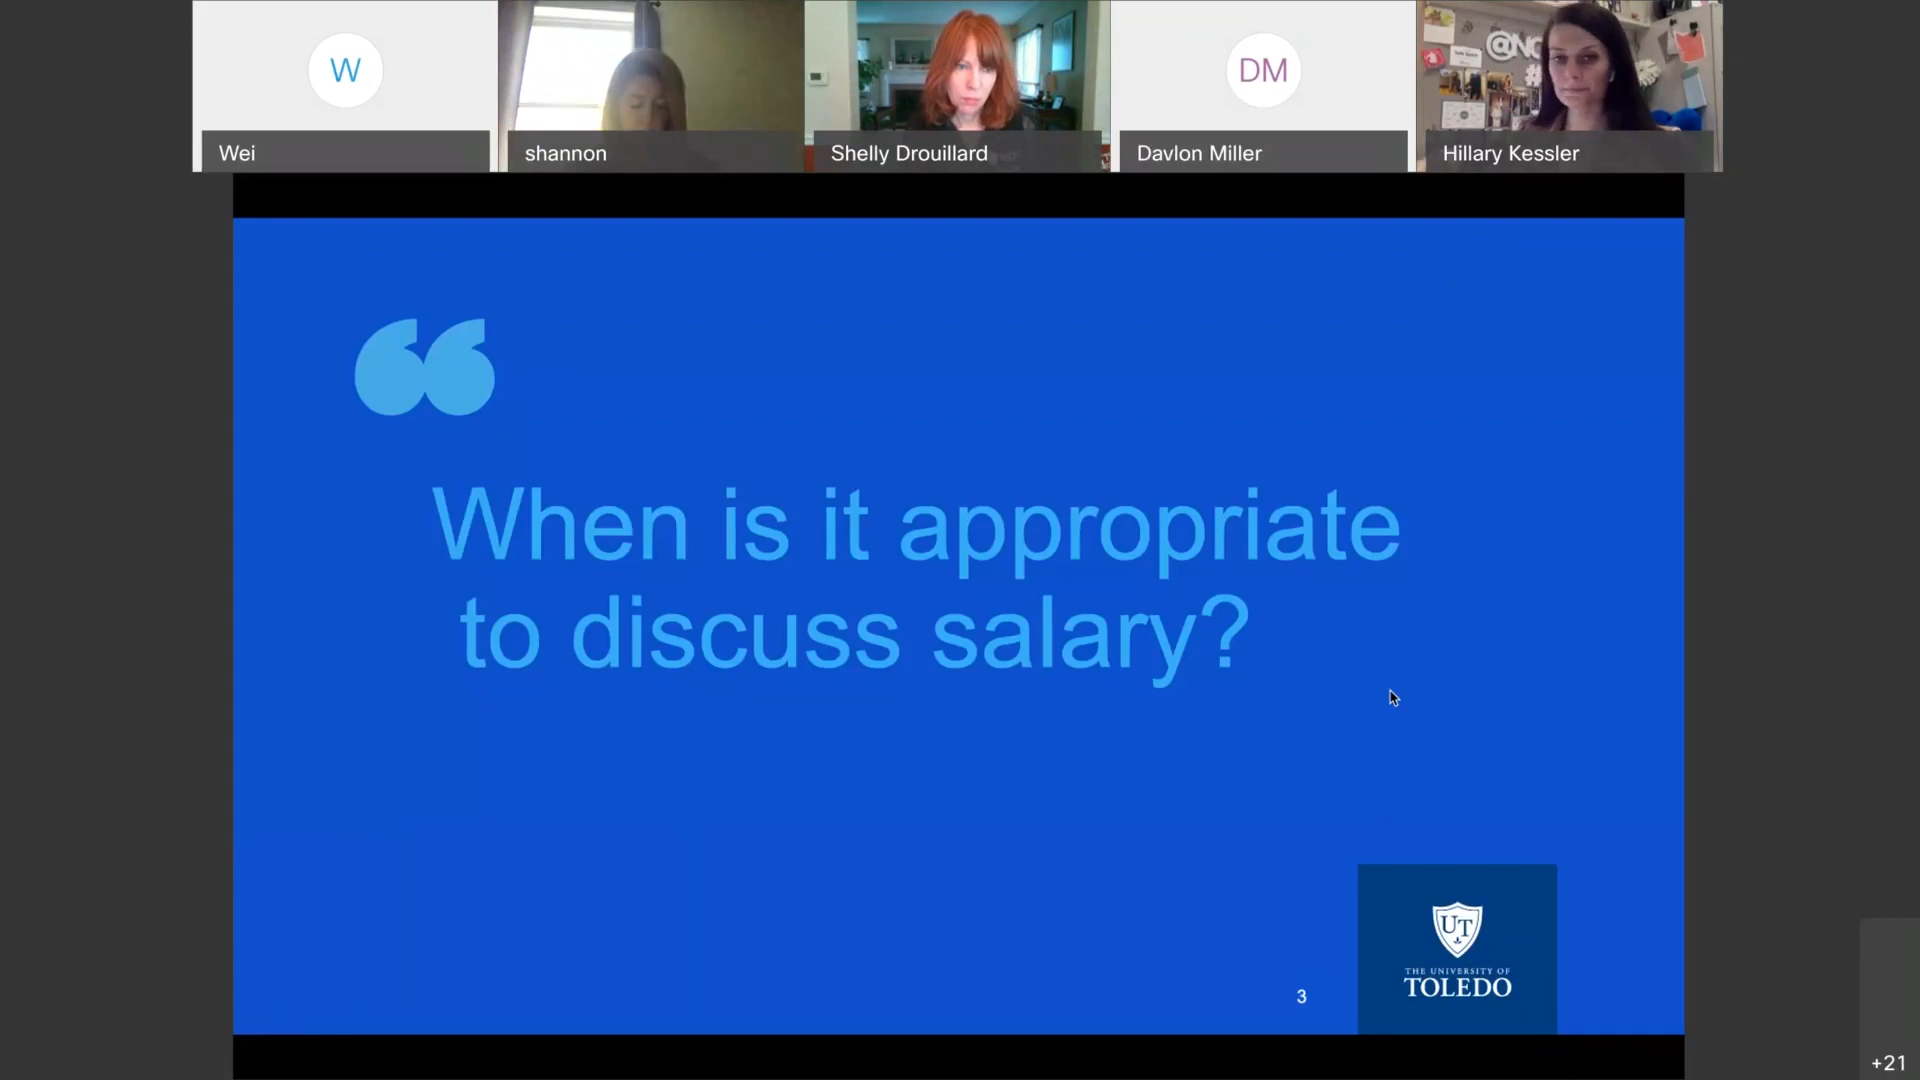 W
DM
@NO
Wei
shannon
Shelly Drouillard
Davlon Miller
Hillary Kessler
“
When is it appropriate
to discuss salary?
UT
THE UNIVERSITY OF
TOLEDO
3
+21